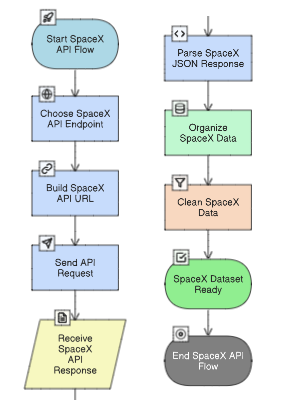 Start SpaceX
API Flow
Choose SpaceX
API Endpoint
Build SpaceX
API URL
Send API
Request
Receive
SpaceX
API
Response
Parse SpaceX
JSON Response
Organize
SpaceX Data
Clean SpaceX
Data
SpaceX Dataset
Ready
End SpaceX API
Flow